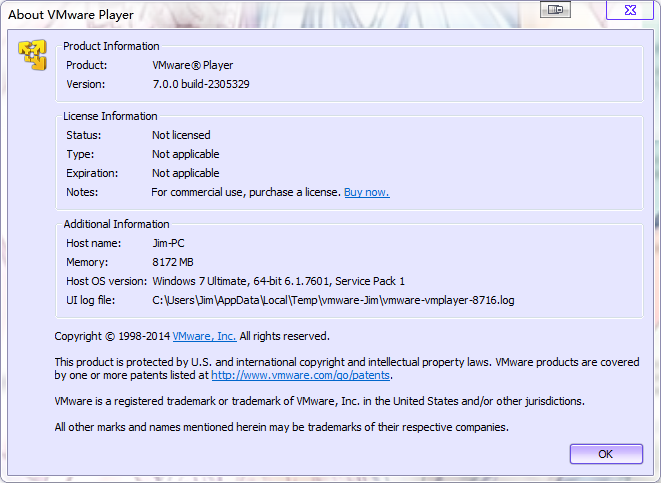 About VMware Player
Product Information
Product: VMware® Player
Version: 7.0.0 build-2305329
License Information
Status: Not licensed
Type: Not applicable
Expiration: Not applicable
Notes: For commercial use, purchase a license. Buy now.
Additional Information
Host name: Jim-PC
Memory: 8172 MB
Host OS version: Windows 7 Ultimate, 64-bit 6.1.7601, Service Pack 1
UI log file: C:\Users\Jim\AppData\Local\Temp\vmware-Jim\vmware-vmplayer-8716.log
Copyright © 1998-2014 VMware, Inc. All rights reserved.
This product is protected by U.S. and international copyright and intellectual property laws. VMware products are covered
by one or more patents listed at http://www.vmware.com/go/patents.
VMware is a registered trademark or trademark of VMware, Inc. in the United States and/or other jurisdictions.
All other marks and names mentioned herein may be trademarks of their respective companies.
OK